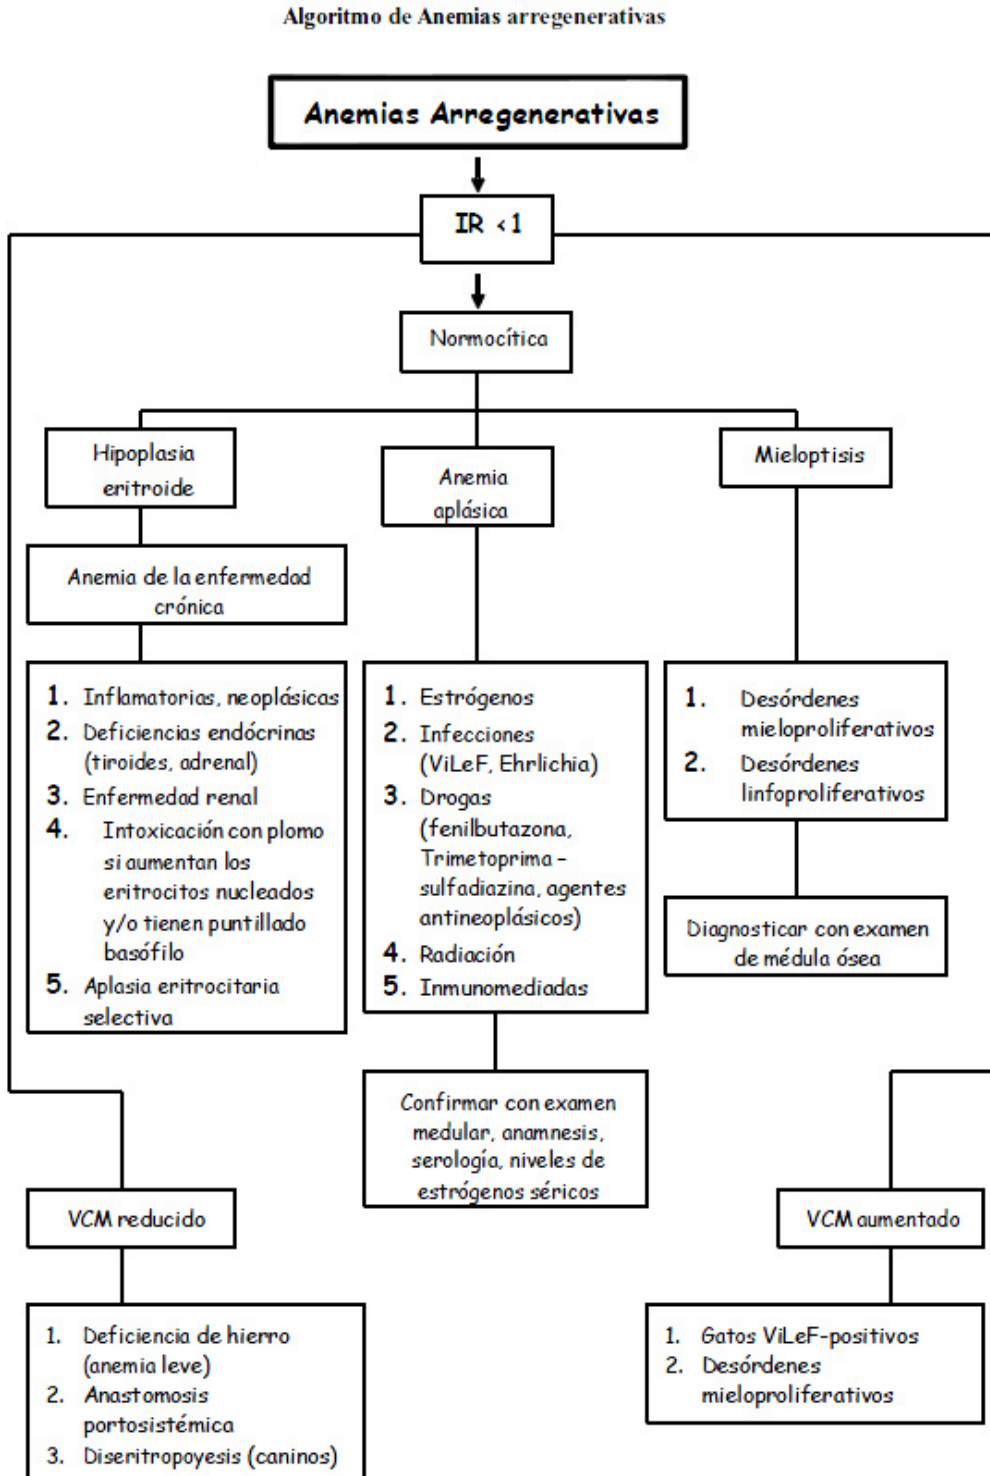 Algoritmo de Anemias arregenerativas
Anemias Arregenerativas
IR <1
Normocítica
Hipoplasia
eritroide
Anemia
aplásica
Mieloptisis
Anemia de la enfermedad
crónica
1. Inflamatorias, neoplásicas
2. Deficiencias endócrinas
(tiroides, adrenal)
3. Enfermedad renal
4. Intoxicación con plomo
si aumentan los
eritrocitos nucleados
y/o tienen puntillado
basófilo
5. Aplasia eritrocitaria
selectiva
1. Estrógenos
2. Infecciones
(ViLeF, Ehrlichia)
3. Drogas
(fenilbutazona,
Trimetoprima –
sulfadiazina, agentes
antineoplásicos)
4. Radiación
5. Inmunomediadas
1. Desórdenes
mieloproliferativos
2. Desórdenes
linfoproliferativos
Diagnosticar con examen
de médula ósea
Confirmar con examen
medular, anamnesis,
serología, niveles de
estrógenos séricos
VCM reducido
VCM aumentado
1. Deficiencia de hierro
(anemia leve)
2. Anastomosis
portosistémica
3. Diseritropoyesis (caninos)
1. Gatos ViLeF-positivos
2. Desórdenes
mieloproliferativos